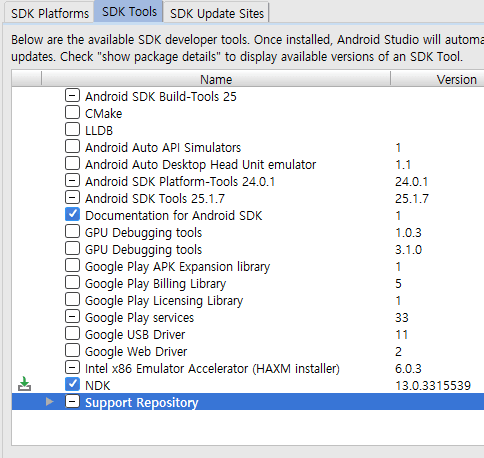 SDK Platforms SDK Tools SDK Update Sites
Below are the available SDK developer tools. Once installed, Android Studio will automa
updates. Check "show package details" to display available versions of an SDK Tool.
Name Version
Android SDK Build-Tools 25
CMake
LLDB
Android Auto API Simulators 1
Android Auto Desktop Head Unit emulator 1.1
Android SDK Platform-Tools 24.0.1 24.0.1
Android SDK Tools 25.1.7 25.1.7
Documentation for Android SDK 1
GPU Debugging tools 1.0.3
GPU Debugging tools 3.1.0
Google Play APK Expansion library 1
Google Play Billing Library 5
Google Play Licensing Library 1
Google Play services 33
Google USB Driver 11
Google Web Driver 2
Intel x86 Emulator Accelerator (HAXM installer) 6.0.3
NDK 13.0.3315539
Support Repository